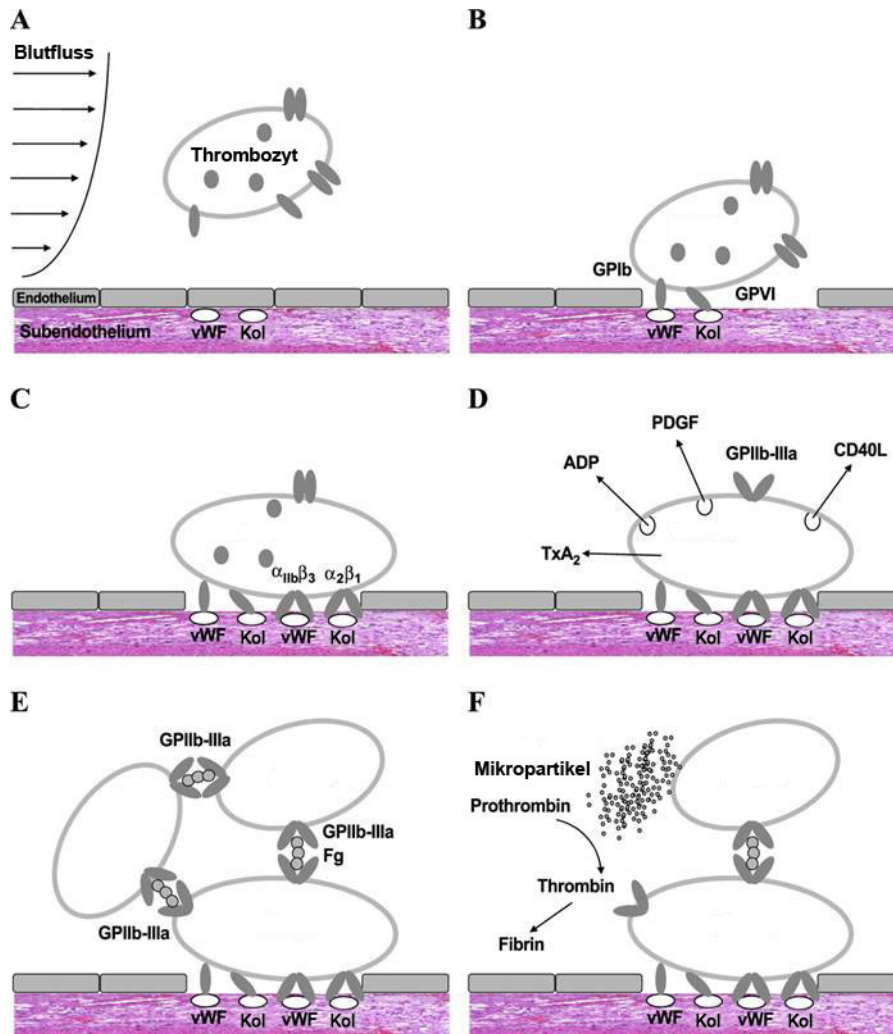 A
Blutfluss
Thrombozyt
Endothelium
Subendothelium
vWF Kol
B
GPIb
GPVI
vWF Kol
C
αIIbβ3 α2β1
vWF Kol vWF Kol
D
PDGF
GPIIb-IIIa
ADP
CD40L
TxA2
vWF Kol vWF Kol
E
GPIIb-IIIa
GPIIb-IIIa
Fg
GPIIb-IIIa
vWF Kol vWF Kol
F
Mikropartikel
Prothrombin
Thrombin
Fibrin
vWF Kol vWF Kol